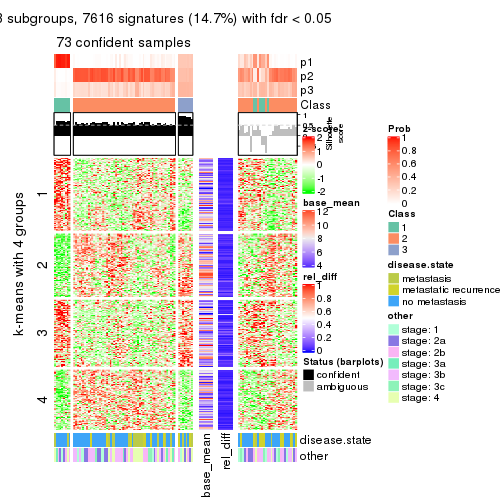 3 subgroups, 7616 signatures (14.7%) with fdr < 0.05
73 confident samples
p1
p2
p3
Class
1
0.5
0
Silhouette
score
k-means with 4 groups
1
2
3
4
base_mean
rel_diff
disease.state
other
z-score
2
1
0
-1
-2
base_mean
12
10
8
6
4
rel_diff
1
0.8
0.6
0.4
0.2
0
Status (barplots)
confident
ambiguous
Prob
1
0.8
0.6
0.4
0.2
0
Class
1
2
3
disease.state
metastasis
metastatic recurrence
no metastasis
other
stage: 1
stage: 2a
stage: 2b
stage: 3a
stage: 3b
stage: 3c
stage: 4